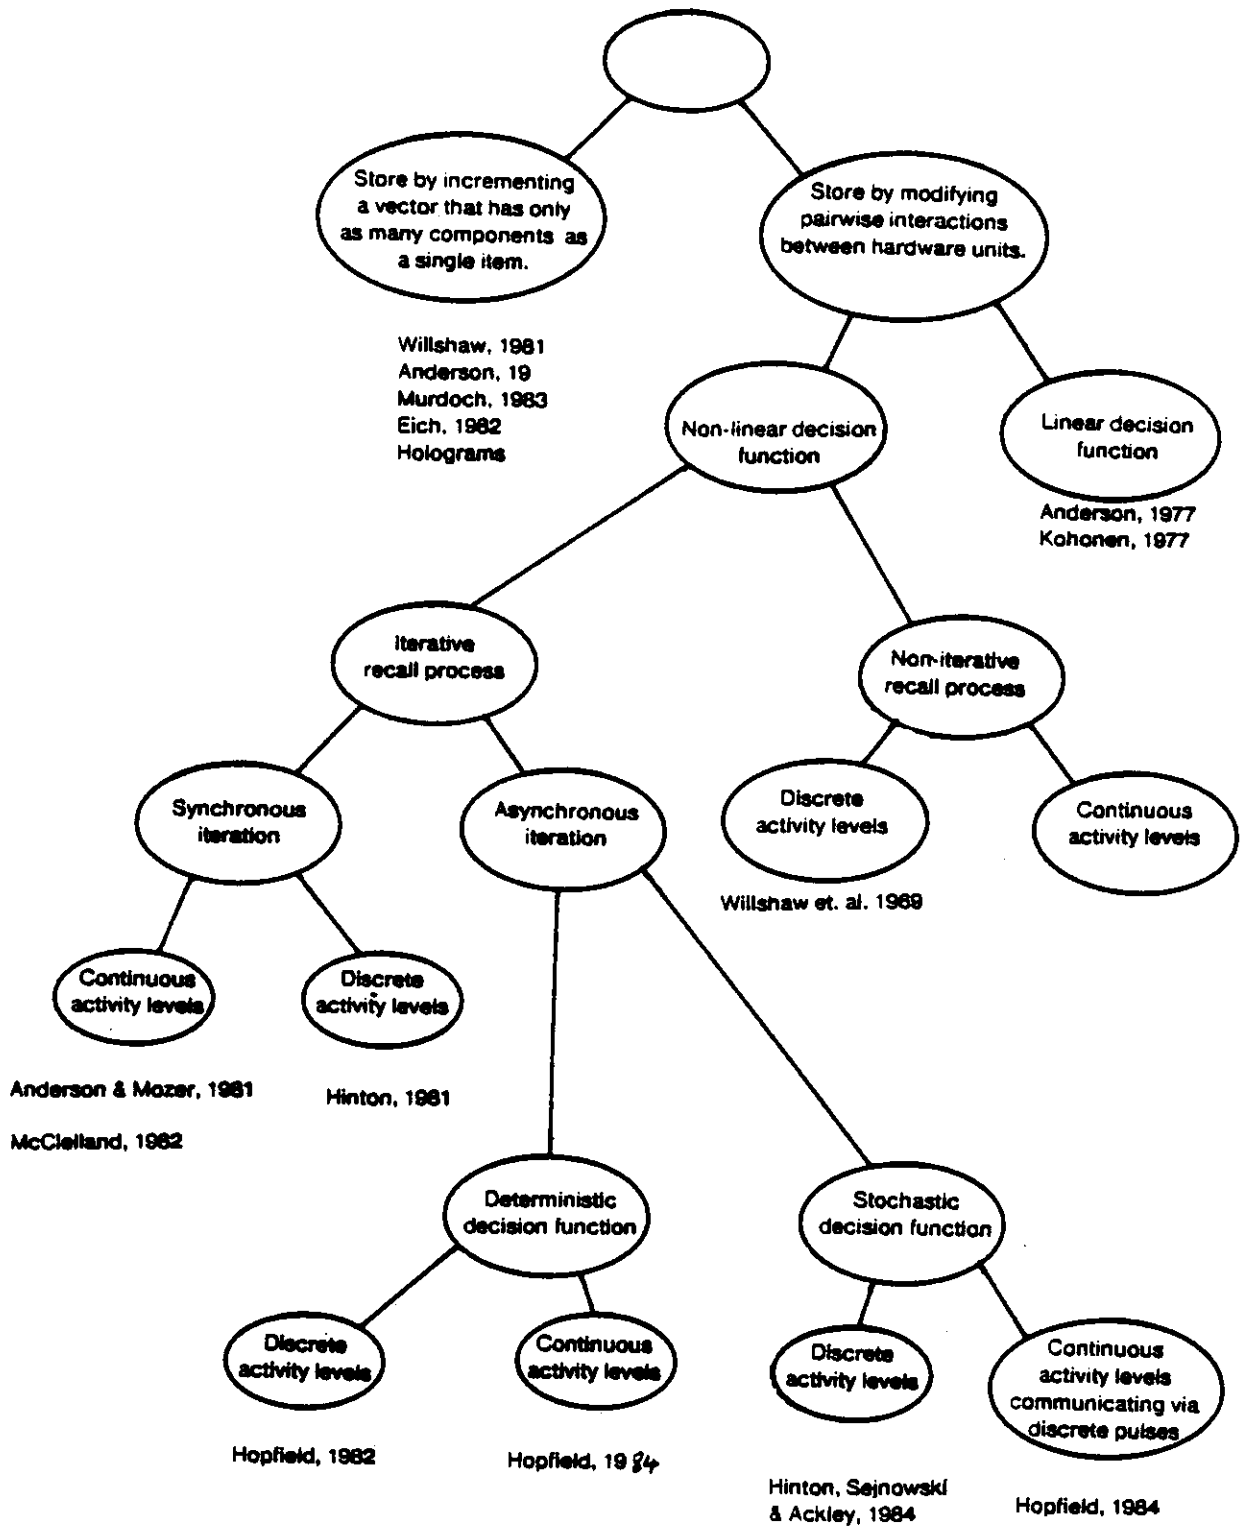 Store by incrementing
a vector that has only
as many components as
a single item.
Store by modifying
pairwise interactions
between hardware units.
Willshaw, 1981
Anderson, 19
Murdoch, 1983
Eich, 1982
Holograms
Non-linear decision
function
Linear decision
function
Anderson, 1977
Kohonen, 1977
Iterative
recall process
Non-iterative
recall process
Synchronous
iteration
Asynchronous
iteration
Discrete
activity levels
Continuous
activity levels
Willshaw et. al. 1969
Continuous
activity levels
Discrete
activity levels
Anderson & Mozer, 1981
McClelland, 1982
Hinton, 1981
Deterministic
decision function
Stochastic
decision function
Discrete
activity levels
Continuous
activity levels
Discrete
activity levels
Continuous
activity levels
communicating via
discrete pulses
Hopfield, 1982
Hopfield, 1984
Hinton, Sejnowski
& Ackley, 1984
Hopfield, 1984